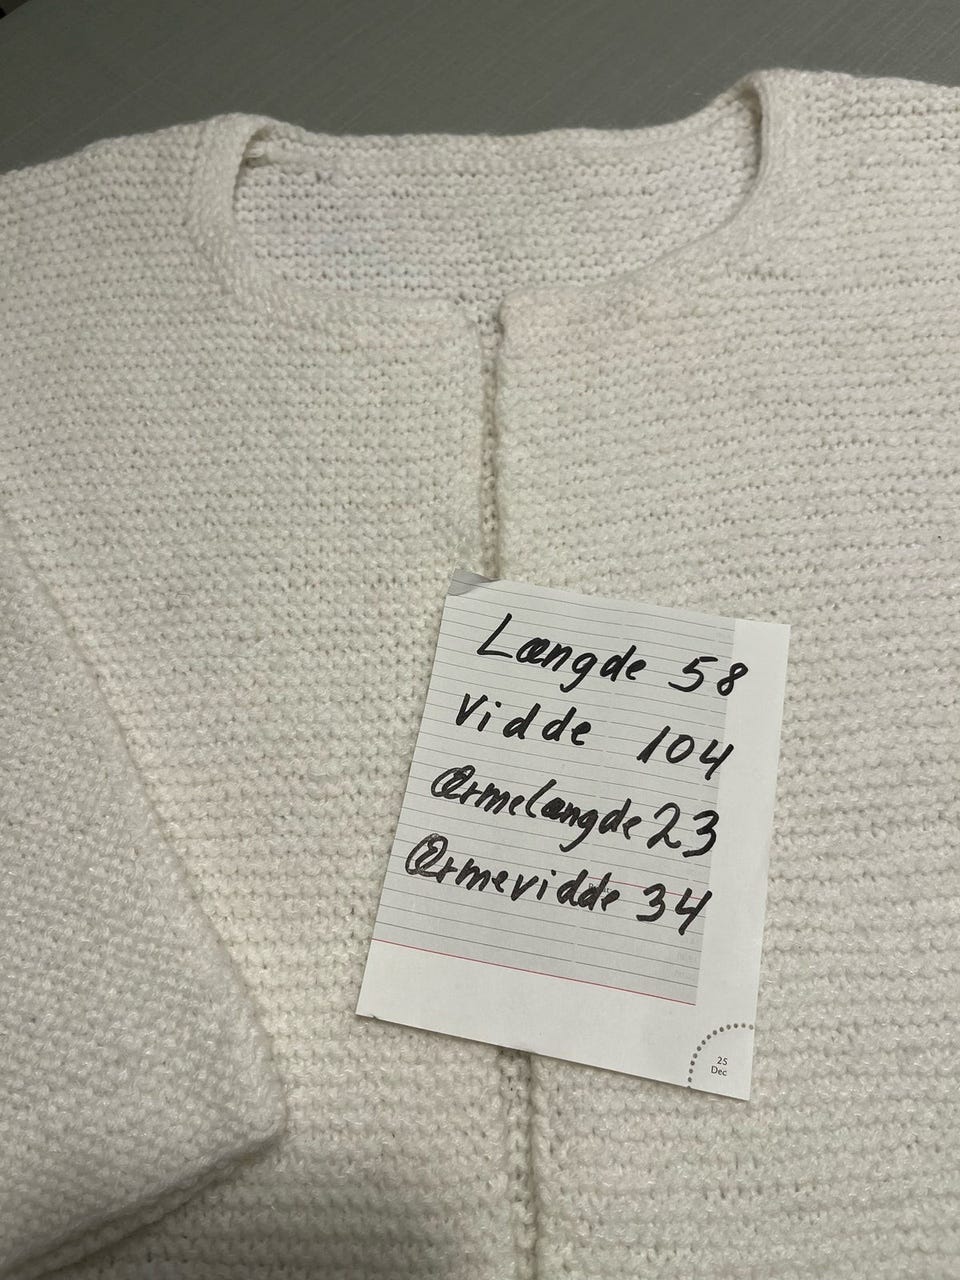 Længde 58
Vidde 104
Ærmelængde 23
Ærmevidde 34
25
Dec